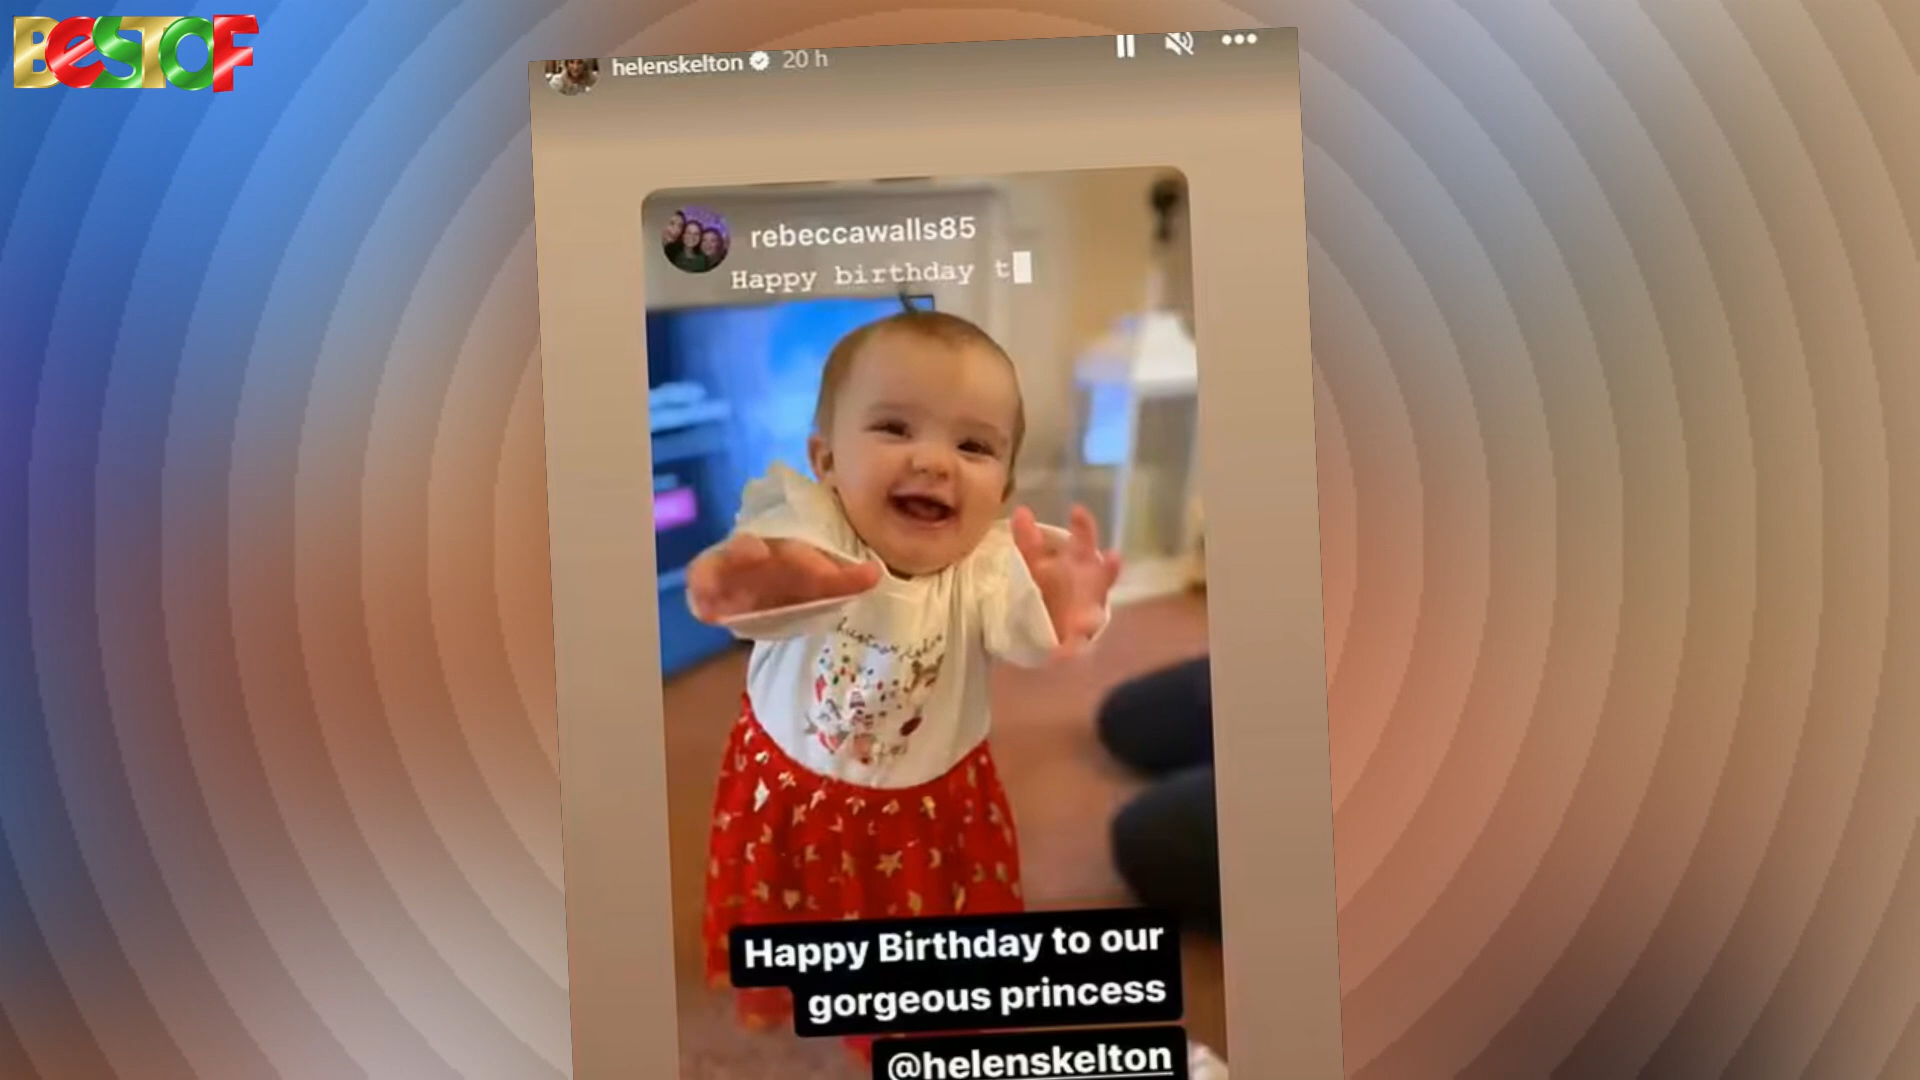 BESTOF
helenskelton 20 h
rebeccawalls85
Happy birthday t
Happy Birthday to our
gorgeous princess
@helenskelton